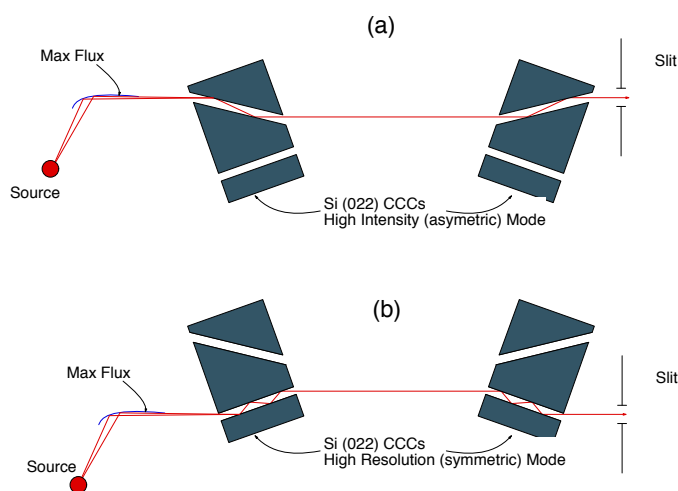 (a)
Max Flux
Slit
Source
Si (022) CCCs
High Intensity (asymetric) Mode
(b)
Max Flux
Slit
Source
Si (022) CCCs
High Resolution (symmetric) Mode